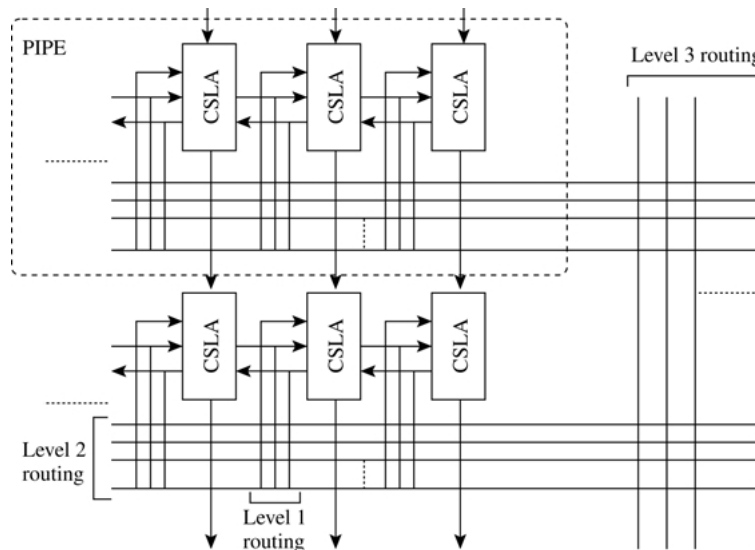 PIPE
Level 3 routing
CSLA
CSLA
CSLA
CSLA
CSLA
CSLA
Level 2
routing
Level 1
routing